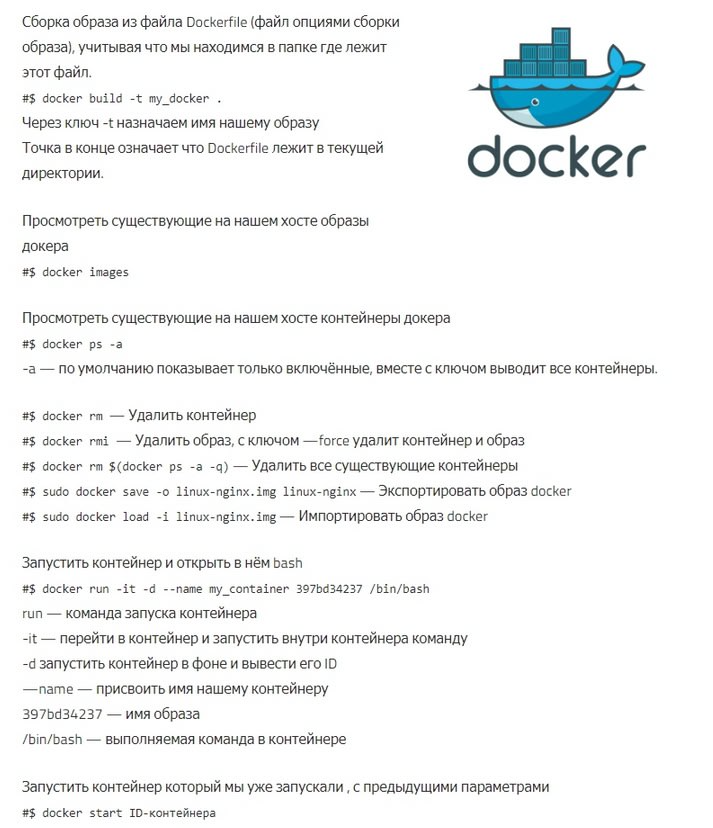 Сборка образа из файла Dockerfile (файл опциями сборки
образа), учитывая что мы находимся в папке где лежит
этот файл.
#$ docker build -t my_docker .
Через ключ -t назначаем имя нашему образу
Точка в конце означает что Dockerfile лежит в текущей
директории.
docker
Просмотреть существующие на нашем хосте образы
докера
#$ docker images
Просмотреть существующие на нашем хосте контейнеры докера
#$ docker ps -a
-a — по умолчанию показывает только включённые, вместе с ключом выводит все контейнеры.
#$ docker rm — Удалить контейнер
#$ docker rmi — Удалить образ, с ключом —force удалит контейнер и образ
#$ docker rm $(docker ps -a -q) — Удалить все существующие контейнеры
#$ sudo docker save -o linux-nginx.img linux-nginx — Экспортировать образ docker
#$ sudo docker load -i linux-nginx.img — Импортировать образ docker
Запустить контейнер и открыть в нём bash
#$ docker run -it -d --name my_container 397bd34237 /bin/bash
run — команда запуска контейнера
-it — перейти в контейнер и запустить внутри контейнера команду
-d запустить контейнер в фоне и вывести его ID
—name — присвоить имя нашему контейнеру
397bd34237 — имя образа
/bin/bash — выполняемая команда в контейнере
Запустить контейнер который мы уже запускали , с предыдущими параметрами
#$ docker start ID-контейнера